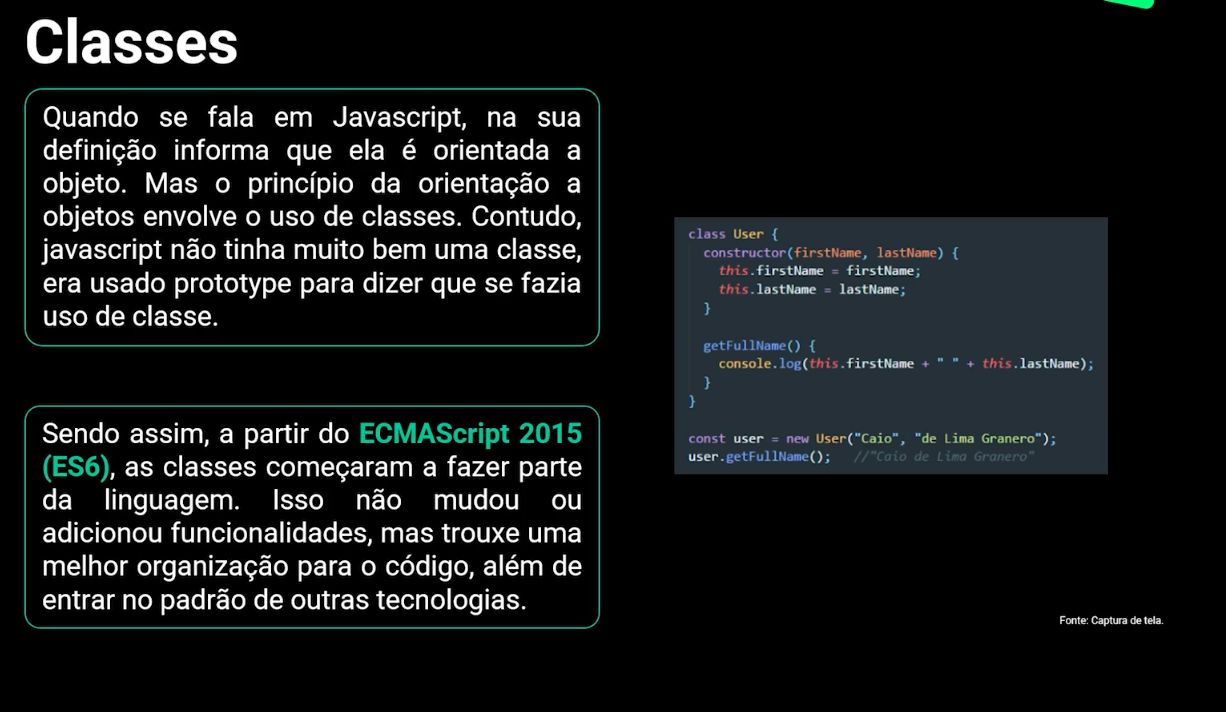 Classes
Quando se fala em Javascript, na sua
definição informa que ela é orientada a
objeto. Mas o princípio da orientação a
objetos envolve o uso de classes. Contudo,
javascript não tinha muito bem uma classe,
era usado prototype para dizer que se fazia
uso de classe.
Sendo assim, a partir do ECMAScript 2015
(ES6), as classes começaram a fazer parte
da linguagem. Isso não mudou ou
adicionou funcionalidades, mas trouxe uma
melhor organização para o código, além de
entrar no padrão de outras tecnologias.
class User {
constructor(firstName, lastName) {
this.firstName = firstName;
this.lastName = lastName;
}
getFullName() {
console.log(this.firstName + " " + this.lastName);
}
}
const user = new User("Caio", "de Lima Granero");
user.getFullName(); //"Caio de Lima Granero"
Fonte: Captura de tela.